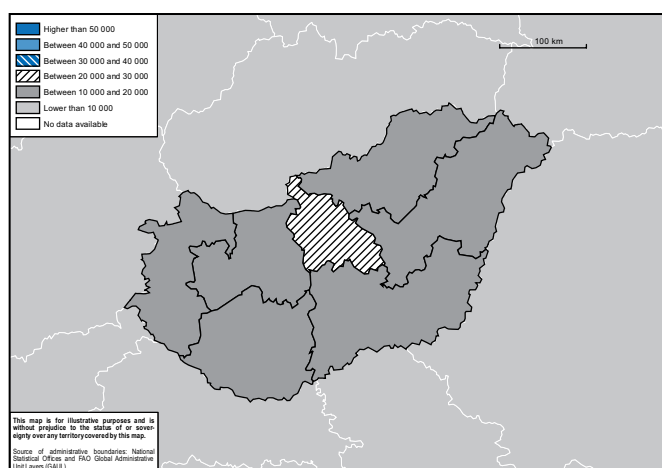 Higher than 50 000
Between 40 000 and 50 000
Between 30 000 and 40 000
Between 20 000 and 30 000
Between 10 000 and 20 000
Lower than 10 000
No data available
100 km
This map is for illustrative purposes and is
without prejudice to the status of or sover-
eignty over any territory covered by this map.
Source of administrative boundaries: National
Statistical Offices and FAO Global Administrative
Unit Layers (GAUL).